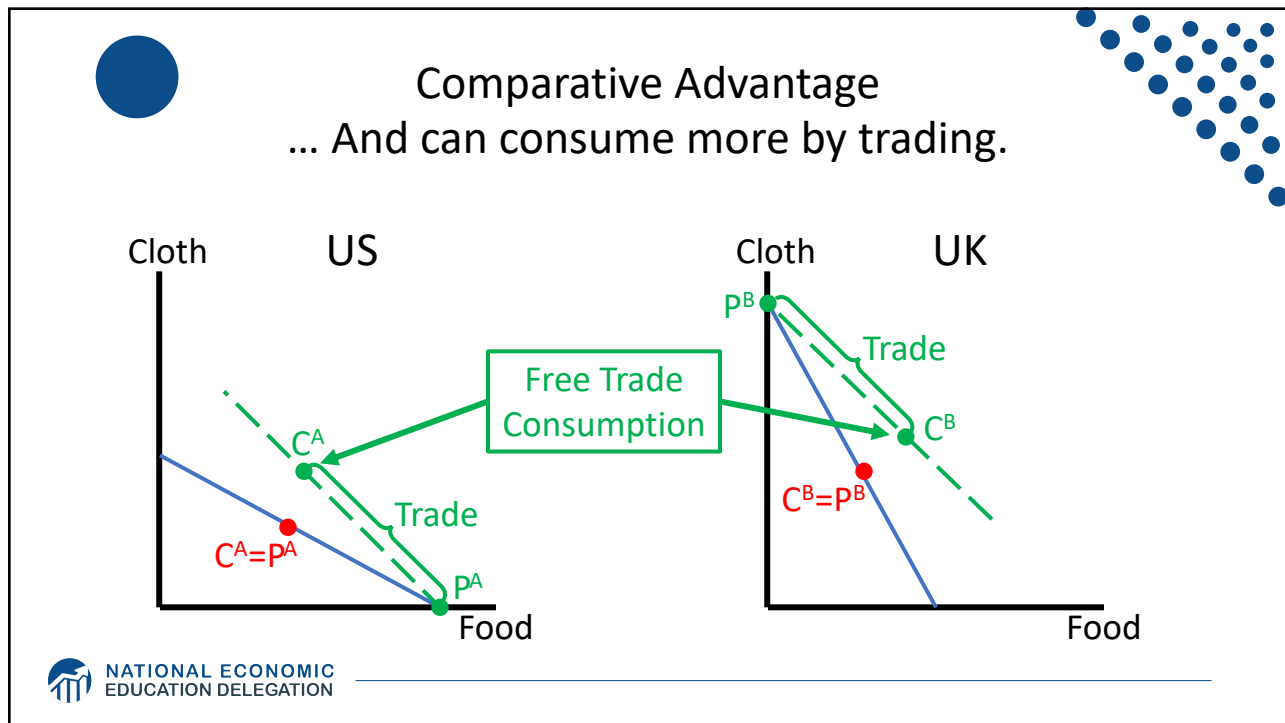 Comparative Advantage
… And can consume more by trading.
Cloth
US
C^A
Trade
C^A=P^A
P^A
Food
Free Trade
Consumption
Cloth
UK
P^B
Trade
C^B
C^B=P^B
Food
NATIONAL ECONOMIC
EDUCATION DELEGATION